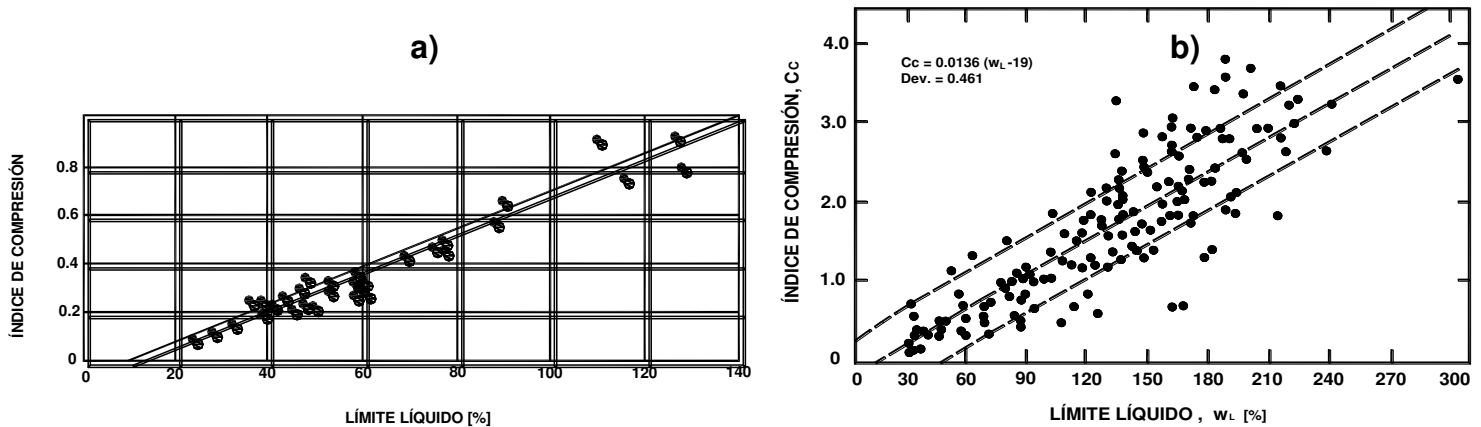 a)
ÍNDICE DE COMPRESIÓN
0.8
0.6
0.4
0.2
0
0 20 40 60 80 100 120 140
LÍMITE LÍQUIDO [%]
b)
Cc = 0.0136 (wL-19)
Dev. = 0.461
ÍNDICE DE COMPRESIÓN, Cc
4.0
3.0
2.0
1.0
0
0 30 60 90 120 150 180 210 240 270 300
LÍMITE LÍQUIDO , wL [%]